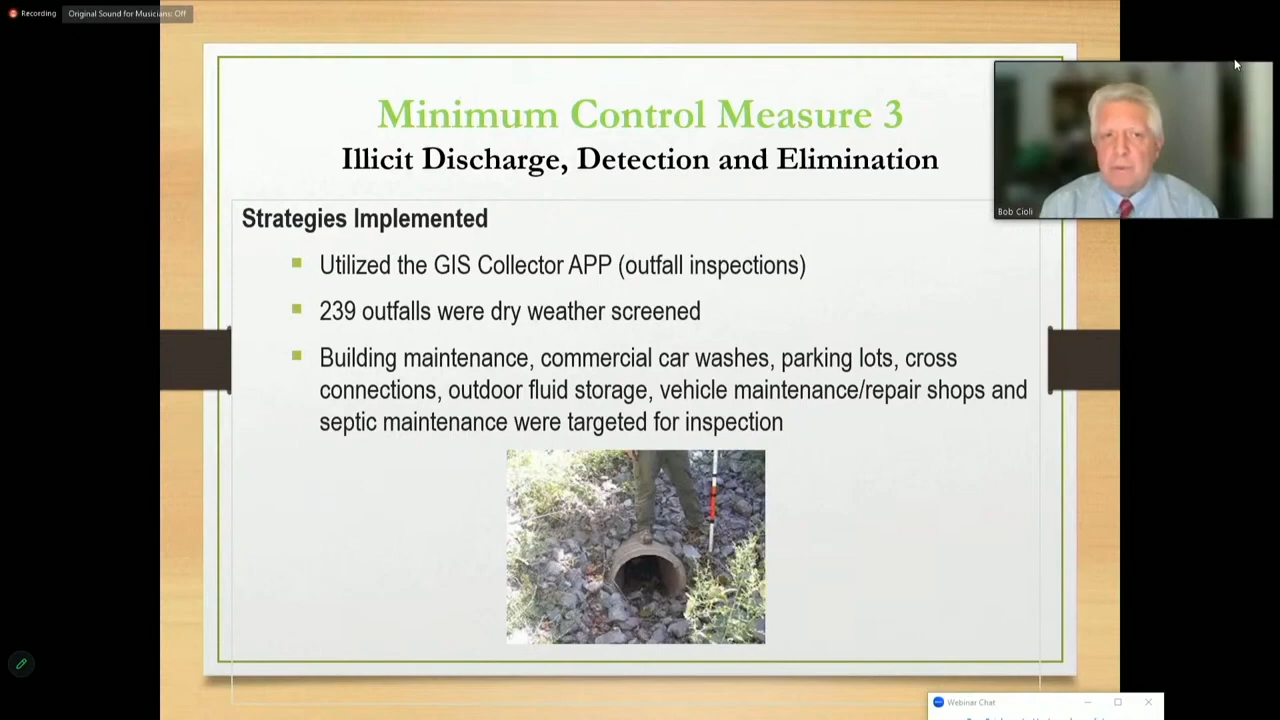 Recording
Original Sound for Musicians: Off
Minimum Control Measure 3
Illicit Discharge, Detection and Elimination
Bob Cioli
Strategies Implemented
Utilized the GIS Collector APP (outfall inspections)
239 outfalls were dry weather screened
Building maintenance, commercial car washes, parking lots, cross
connections, outdoor fluid storage, vehicle maintenance/repair shops and
septic maintenance were targeted for inspection
Webinar Chat